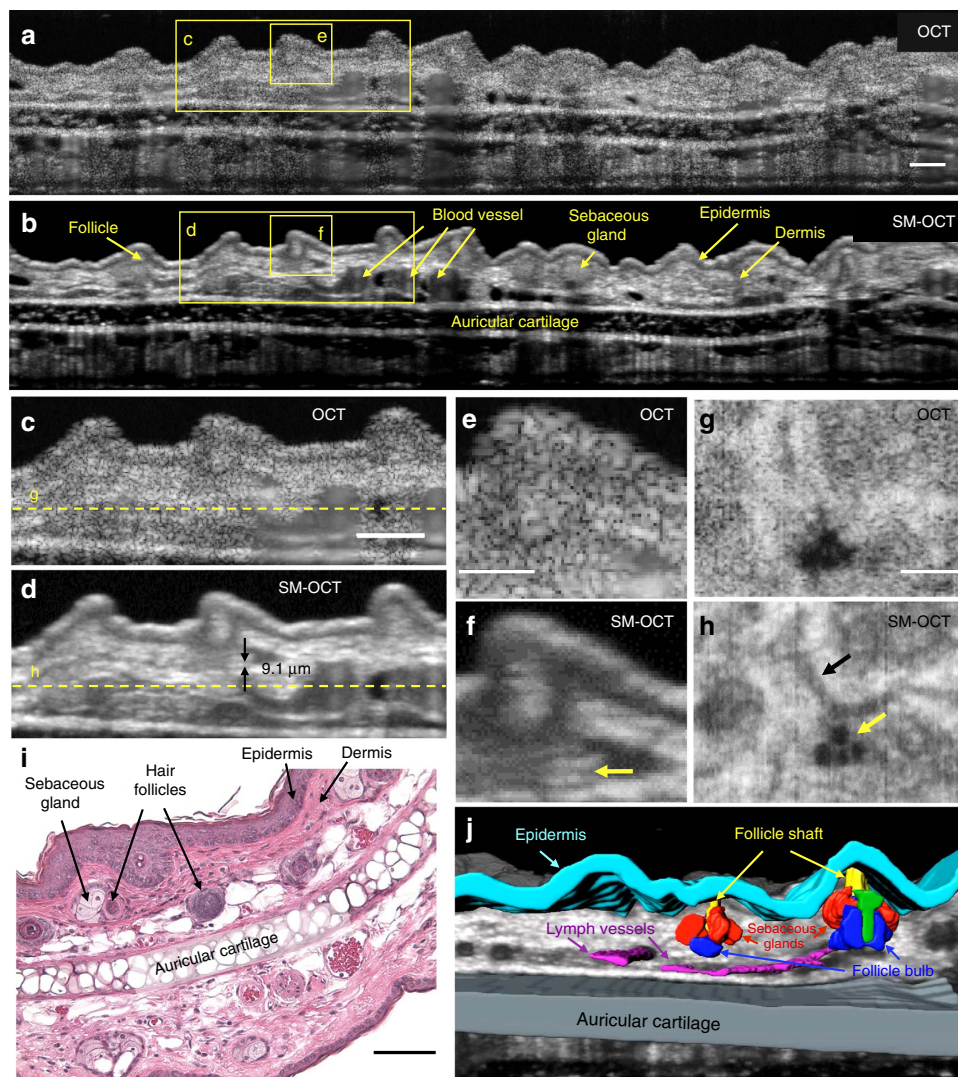 a
OCT
c
e
b
SM-OCT
Follicle
d
f
Blood vessel
Sebaceous
gland
Epidermis
Dermis
Auricular cartilage
c
OCT
g
d
SM-OCT
h
9.1 μm
e
OCT
g
OCT
f
SM-OCT
h
SM-OCT
i
Sebaceous
gland
Hair
follicles
Epidermis
Dermis
Auricular cartilage
j
Epidermis
Follicle shaft
Lymph vessels
Sebaceous
glands
Follicle bulb
Auricular cartilage